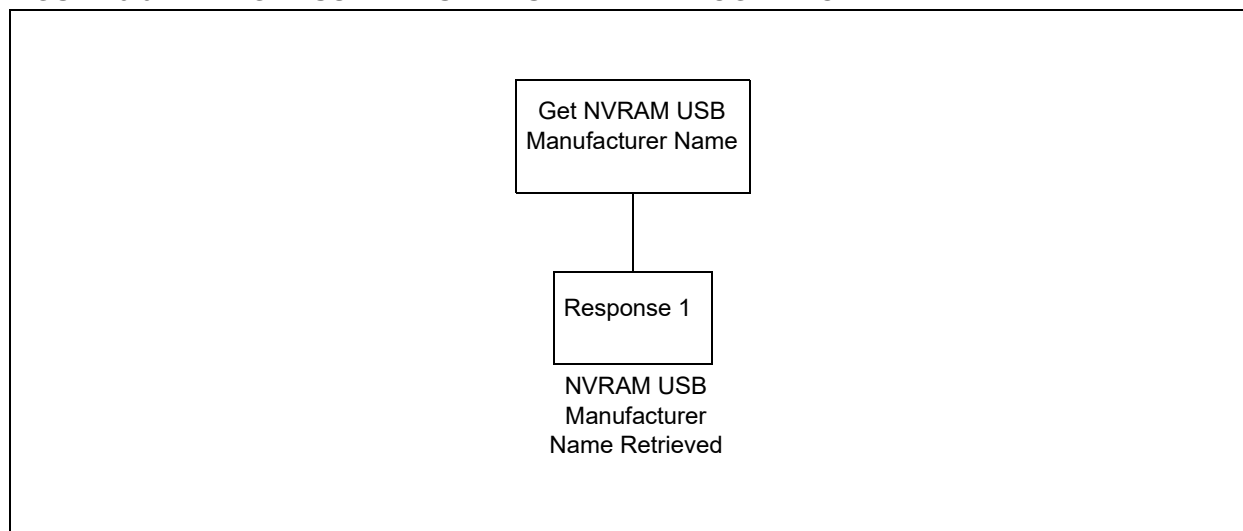 Get NVRAM USB
Manufacturer Name
Response 1
NVRAM USB
Manufacturer
Name Retrieved